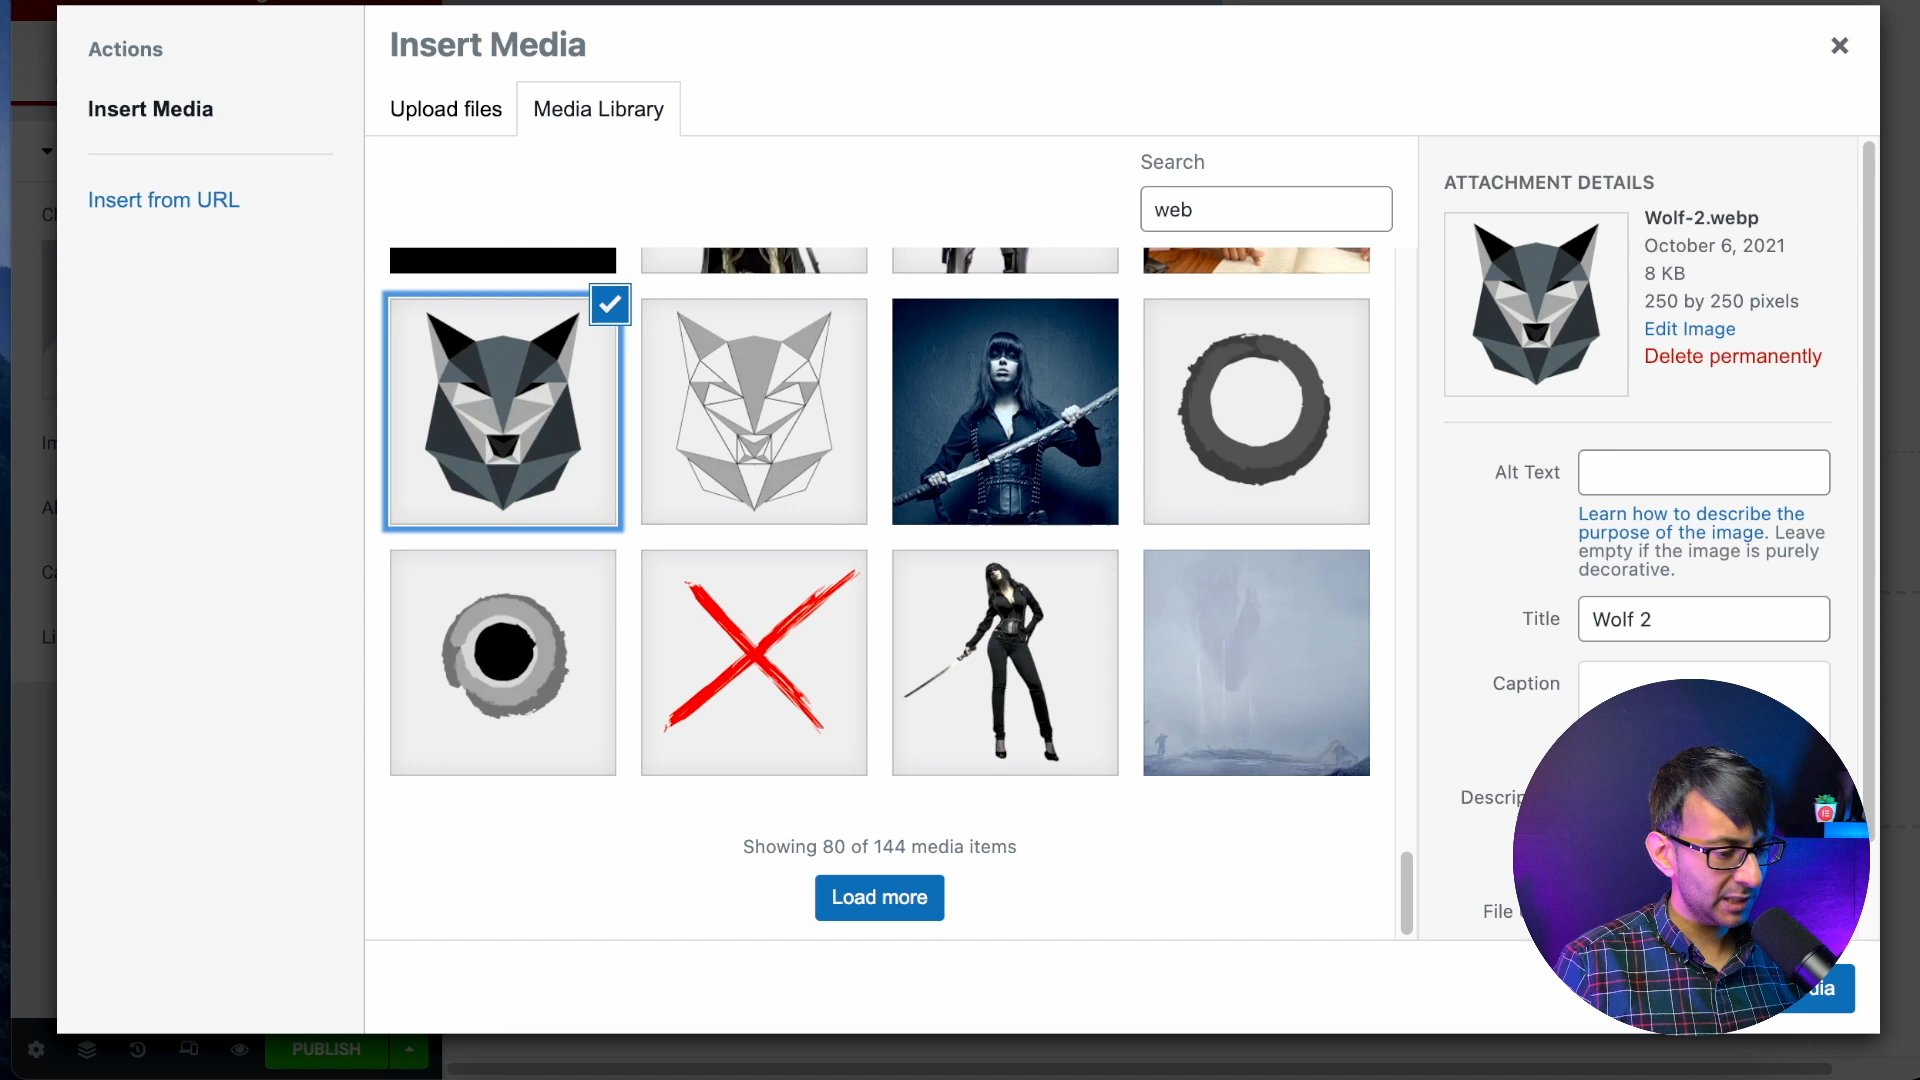 Actions
Insert Media
Insert from URL
Insert Media
Upload files
Media Library
Search
web
Showing 80 of 144 media items
Load more
ATTACHMENT DETAILS
Wolf-2.webp
October 6, 2021
8 KB
250 by 250 pixels
Edit Image
Delete permanently
Alt Text
Learn how to describe the
purpose of the image. Leave
empty if the image is purely
decorative.
Title
Wolf 2
Caption
File
PUBLISH